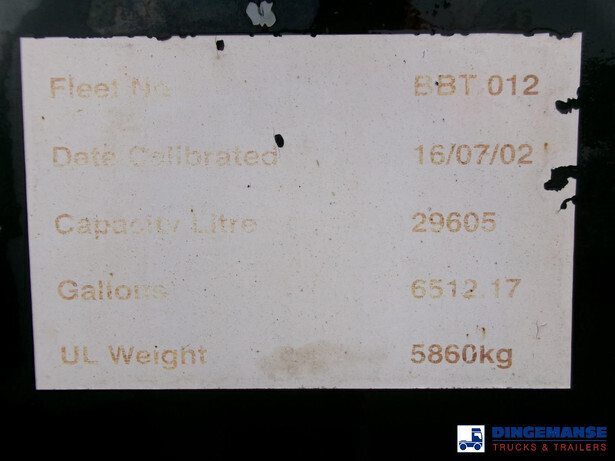 Fleet No BBT 012
Date Calibrated 16/07/02
Capacity Litre 29605
Gallons 6512.17
UL Weight 5860kg
DINGEMANSE
TRUCKS & TRAILERS